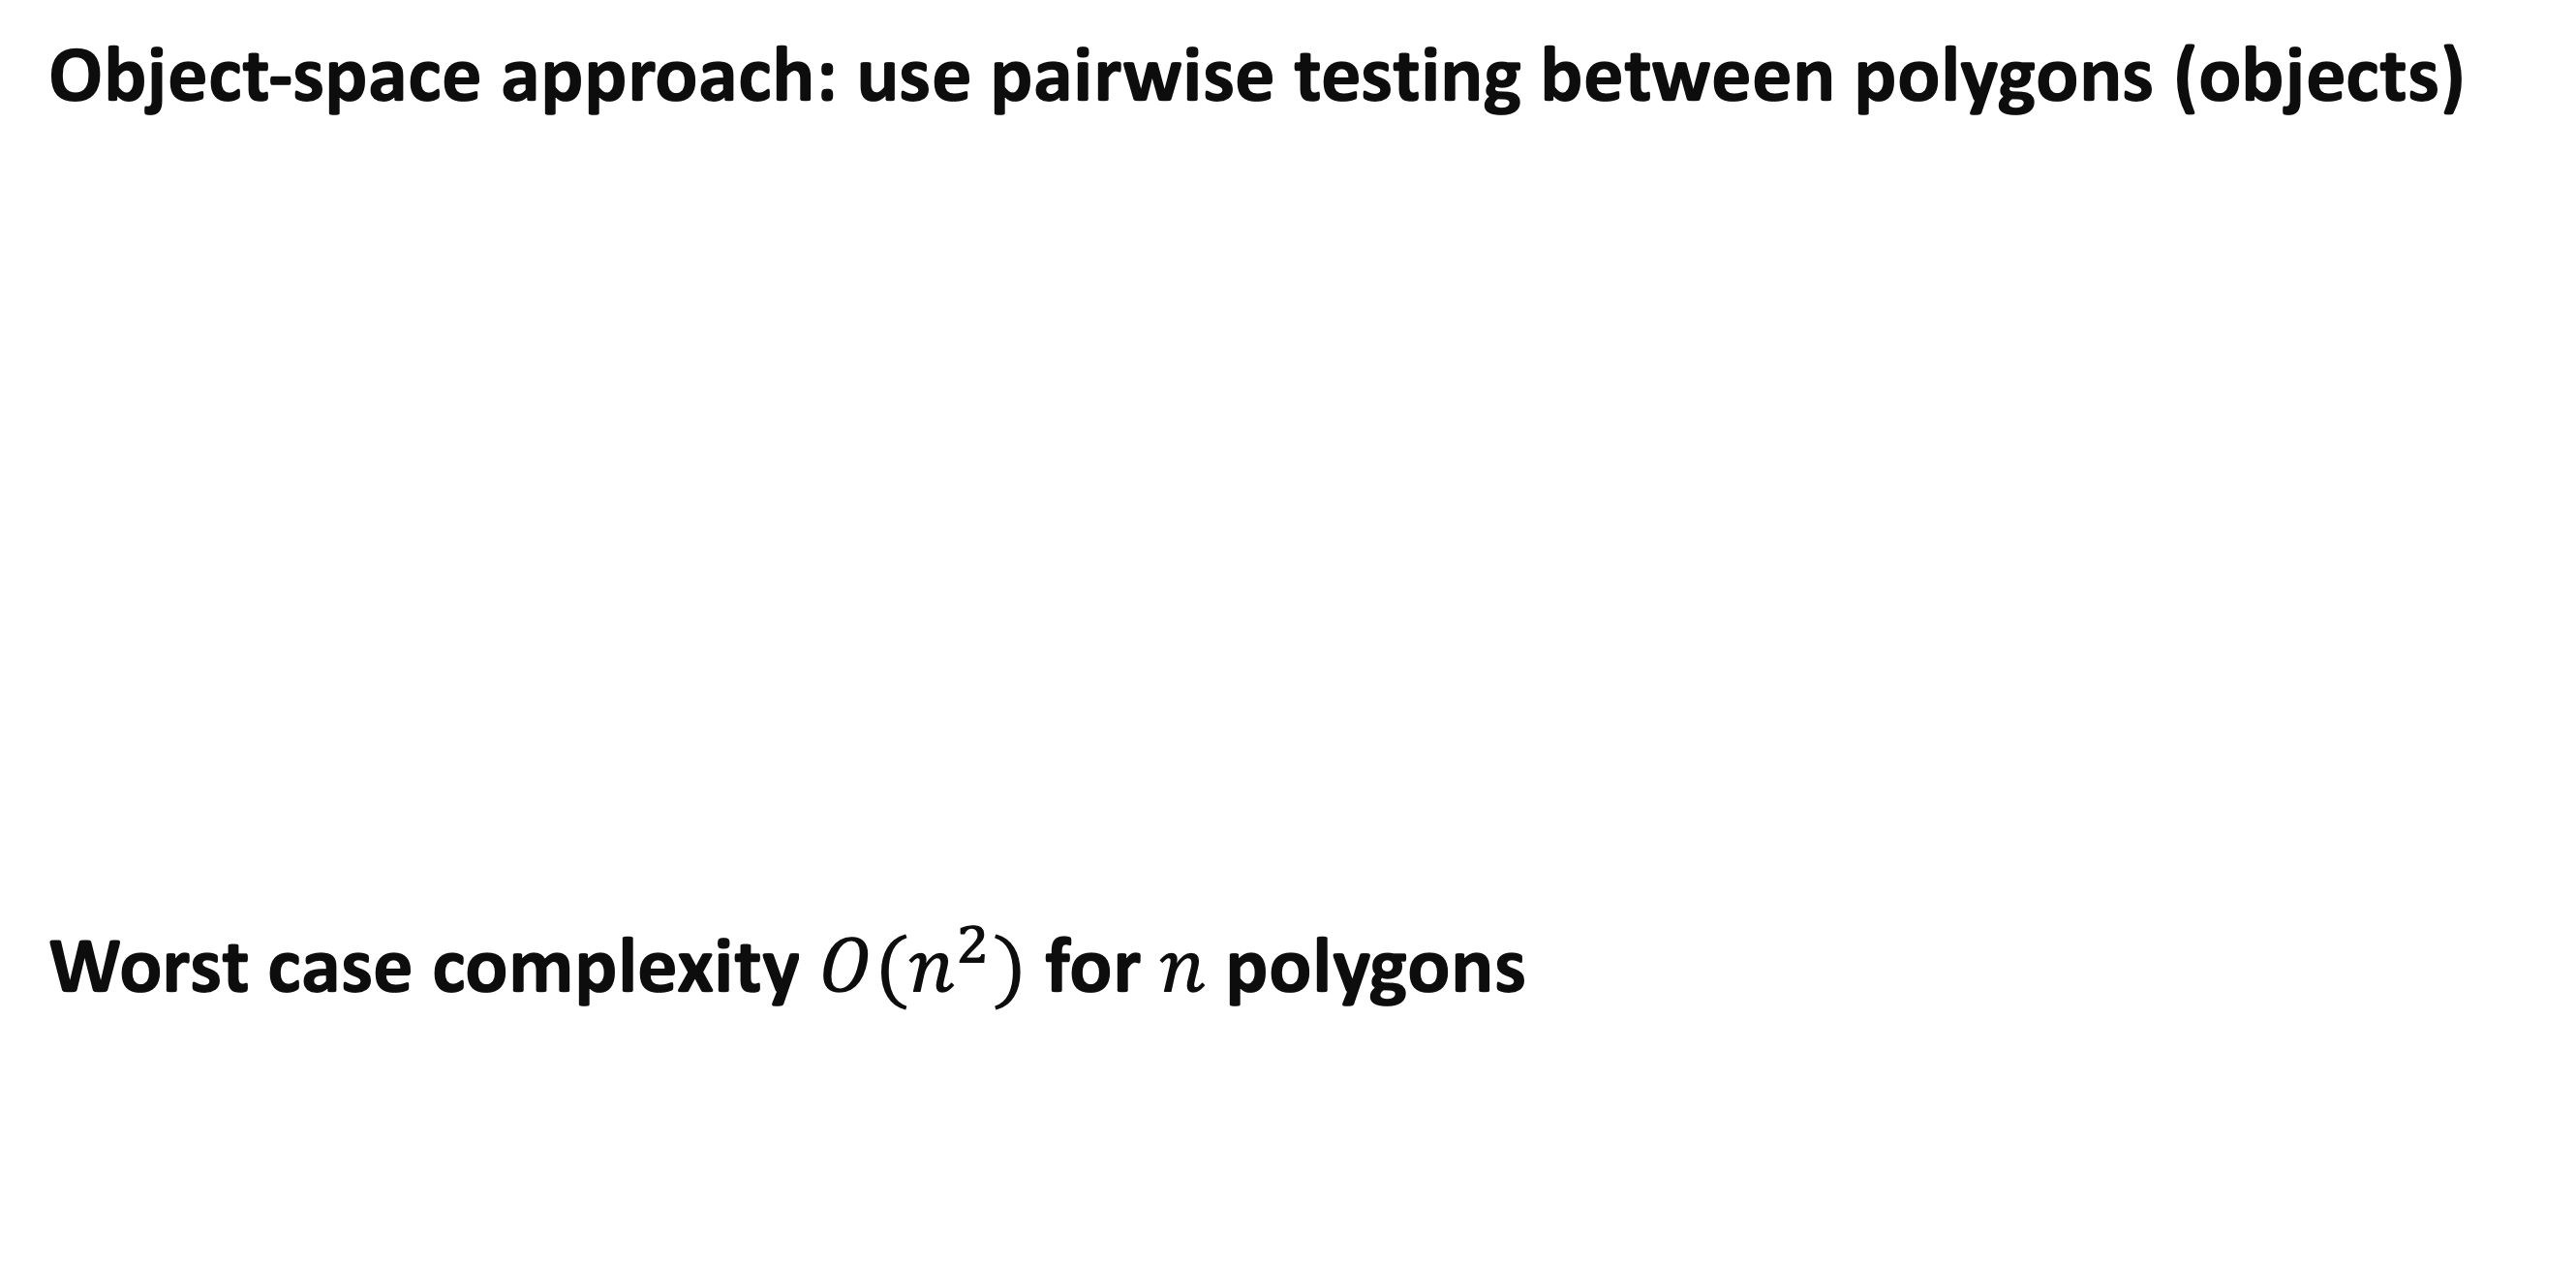 Object-space approach: use pairwise testing between polygons (objects)
Worst case complexity O(n²) for n polygons